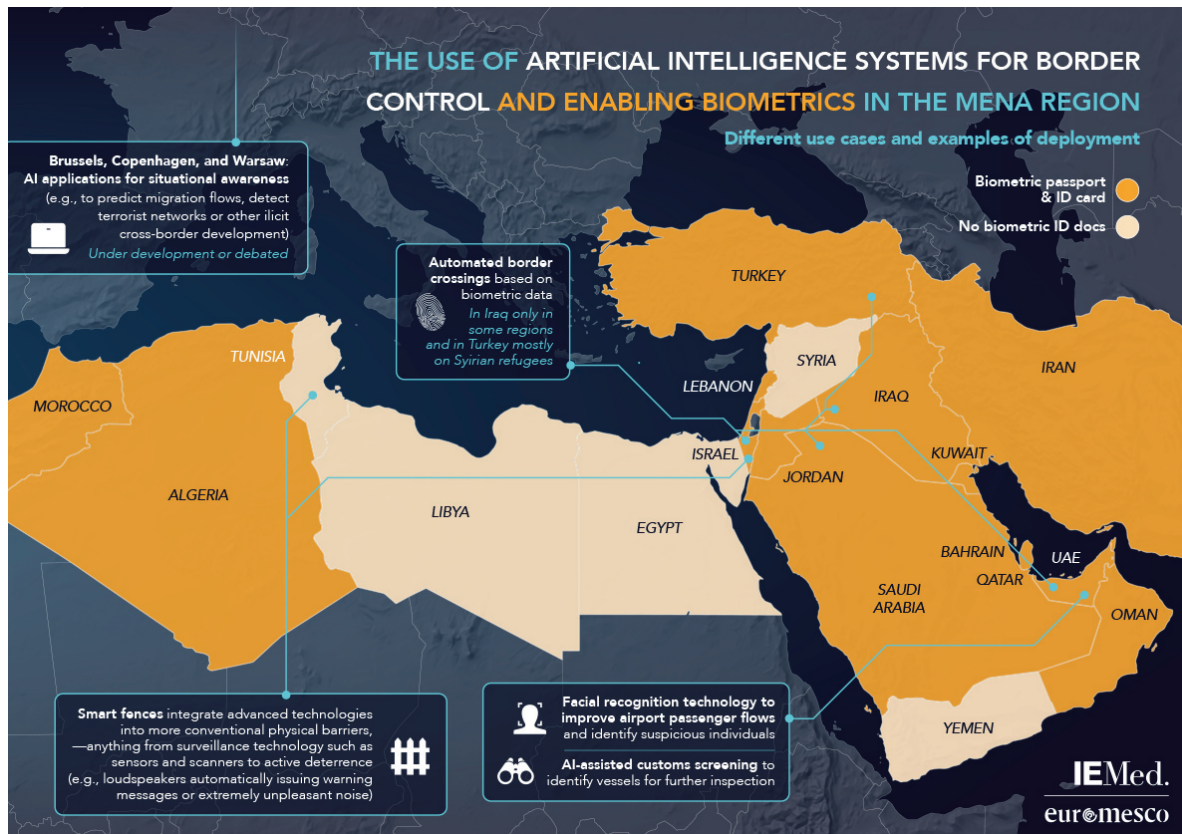 THE USE OF ARTIFICIAL INTELLIGENCE SYSTEMS FOR BORDER
CONTROL AND ENABLING BIOMETRICS IN THE MENA REGION
Different use cases and examples of deployment
Biometric passport
& ID card
No biometric ID docs
Brussels, Copenhagen, and Warsaw:
AI applications for situational awareness
(e.g., to predict migration flows, detect
terrorist networks or other ilicit
cross-border development)
Under development or debated
Automated border
crossings based on
biometric data
In Iraq only in
some regions
and in Turkey mostly
on Syirian refugees
TURKEY
TUNISIA
SYRIA
IRAN
LEBANON
IRAQ
MOROCCO
ISRAEL
KUWAIT
JORDAN
ALGERIA
LIBYA
EGYPT
BAHRAIN
UAE
QATAR
SAUDI
ARABIA
OMAN
YEMEN
Smart fences integrate advanced technologies
into more conventional physical barriers,
—anything from surveillance technology such as
sensors and scanners to active deterrence
(e.g., loudspeakers automatically issuing warning
messages or extremely unpleasant noise)
Facial recognition technology to
improve airport passenger flows
and identify suspicious individuals
AI-assisted customs screening to
identify vessels for further inspection
IEMed.
euromesco